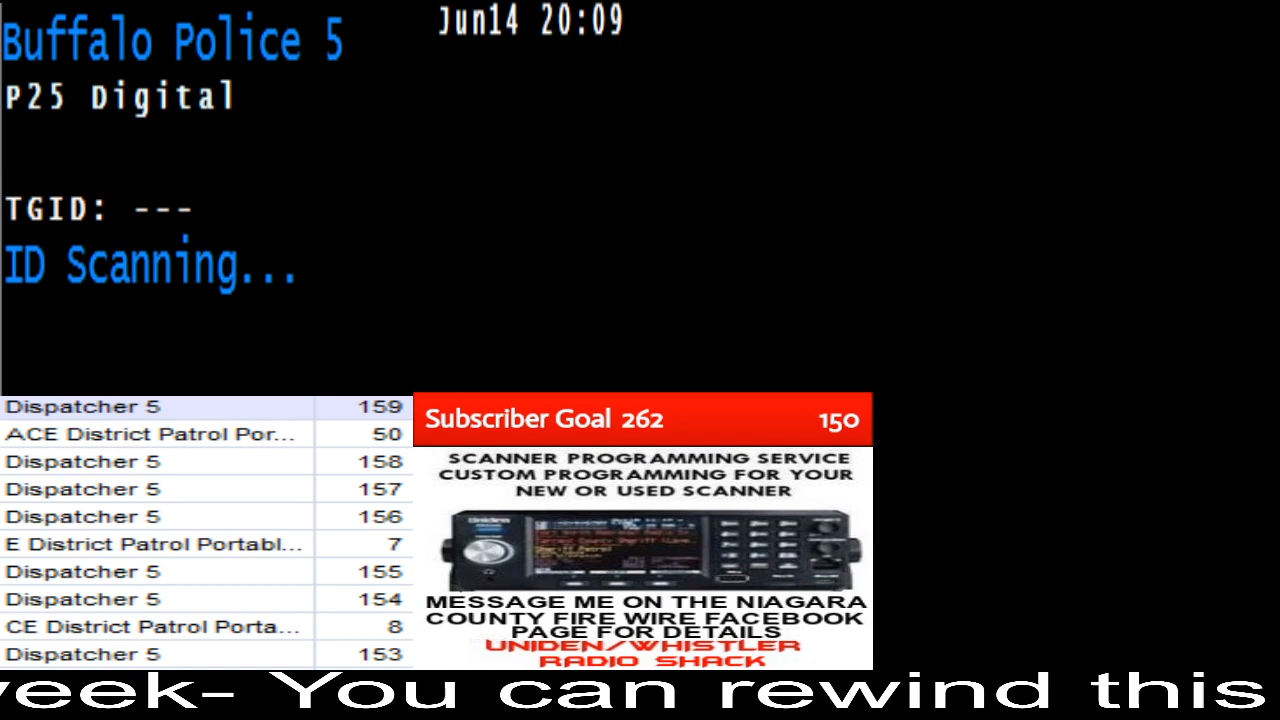 Buffalo Police 5
Jun14 20:09
P25 Digital
TGID: ---
ID Scanning...
Dispatcher 5 159
ACE District Patrol Por... 50
Dispatcher 5 158
Dispatcher 5 157
Dispatcher 5 156
E District Patrol Portabl... 7
Dispatcher 5 155
Dispatcher 5 154
CE District Patrol Porta... 8
Dispatcher 5 153
Subscriber Goal 262 150
SCANNER PROGRAMMING SERVICE
CUSTOM PROGRAMMING FOR YOUR
NEW OR USED SCANNER
Uniden
MESSAGE ME ON THE NIAGARA
COUNTY FIRE WIRE FACEBOOK
PAGE FOR DETAILS
UNIDEN/WHISTLER
RADIO SHACK
veek- You can rewind this